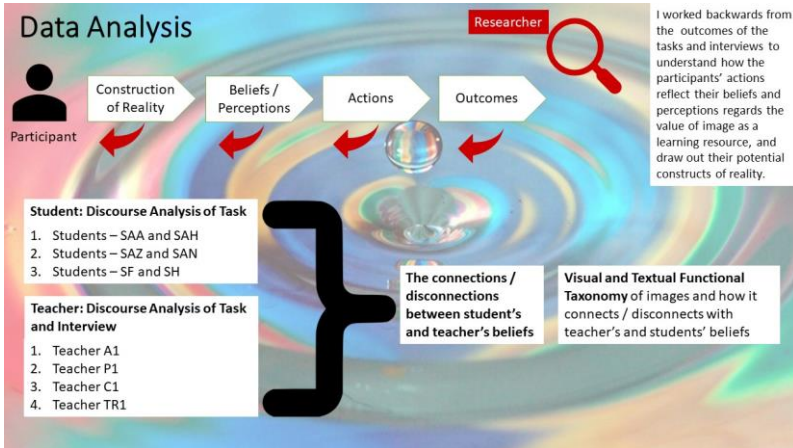 Data Analysis
Researcher
I worked backwards from
the outcomes of the
tasks and interviews to
understand how the
participants' actions
reflect their beliefs and
perceptions regards the
value of image as a
learning resource, and
draw out their potential
constructs of reality.
Participant
Construction
of Reality
Beliefs /
Perceptions
Actions
Outcomes
Student: Discourse Analysis of Task
1. Students – SAA and SAH
2. Students – SAZ and SAN
3. Students – SF and SH
Teacher: Discourse Analysis of Task
and Interview
1. Teacher A1
2. Teacher P1
3. Teacher C1
4. Teacher TR1
The connections /
disconnections
between student's
and teacher's beliefs
Visual and Textual Functional
Taxonomy of images and how it
connects / disconnects with
teacher's and students' beliefs